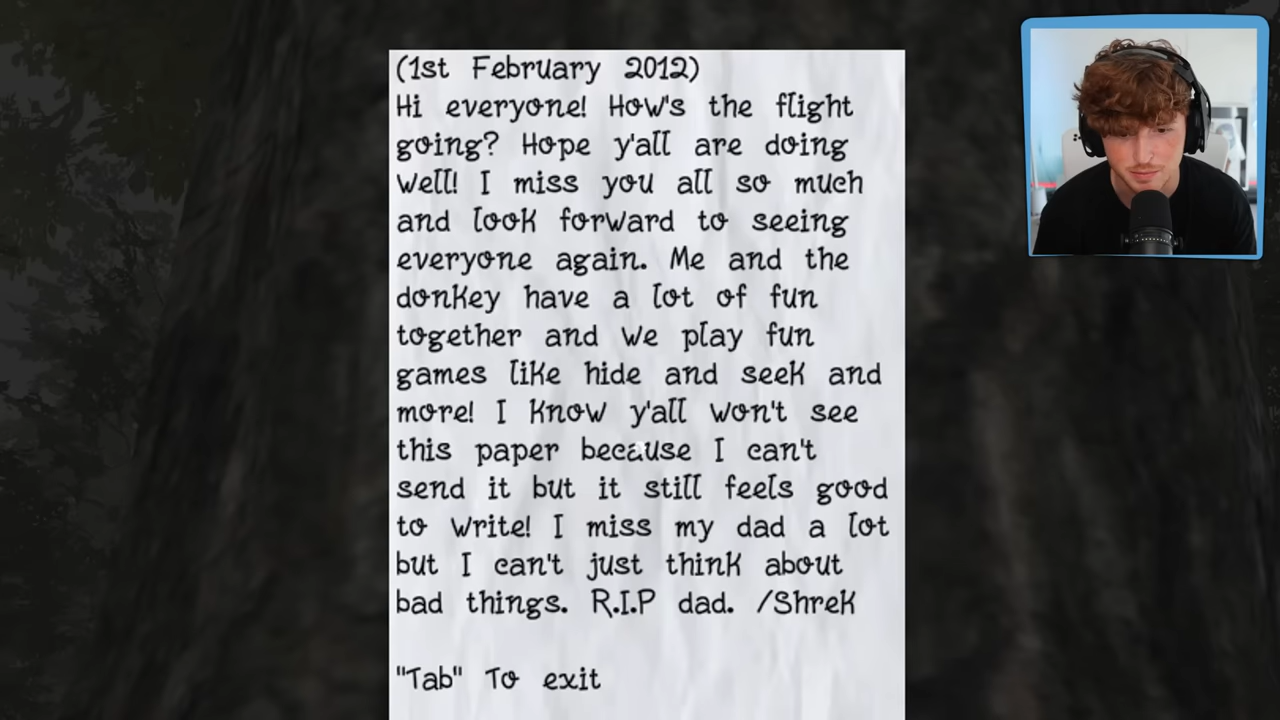 (1st February 2012)
Hi everyone! How's the flight
going? Hope y'all are doing
well! I miss you all so much
and look forward to seeing
everyone again. Me and the
donkey have a lot of fun
together and we play fun
games like hide and seek and
more! I know y'all won't see
this paper because I can't
send it but it still feels good
to write! I miss my dad a lot
but I can't just think about
bad things. R.I.P dad. /Shrek
"Tab" To exit